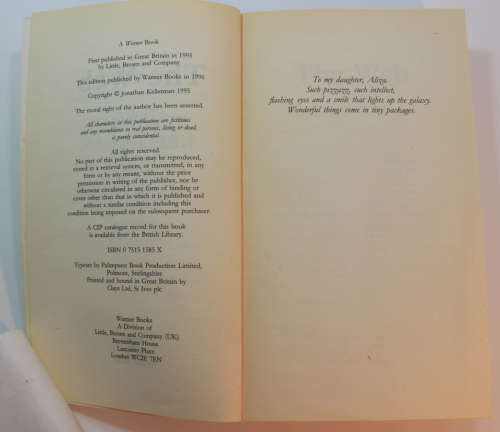 A Warner Book
First published in Great Britain in 1995
by Little, Brown and Company
This edition published by Warner Books in 1996
Copyright © Jonathan Kellerman 1995
The moral right of the author has been asserted.
All characters in this publication are fictitious
and any resemblance to real persons, living or dead,
is purely coincidental.
All rights reserved.
No part of this publication may be reproduced,
stored in a retrieval system, or transmitted, in any
form or by any means, without the prior
permission in writing of the publisher, nor be
otherwise circulated in any form of binding or
cover other than that in which it is published and
without a similar condition including this
condition being imposed on the subsequent purchaser.
A CIP catalogue record for this book
is available from the British Library.
ISBN 0 7515 1385 X
Typeset by Palimpsest Book Production Limited,
Polmont, Stirlingshire
Printed and bound in Great Britain by
Clays Ltd, St Ives plc
Warner Books
A Division of
Little, Brown and Company (UK)
Brettenham House
Lancaster Place
London WC2E 7EN
To my daughter, Aliza.
Such pizzazz, such intellect,
flashing eyes and a smile that lights up the galaxy.
Wonderful things come in tiny packages.